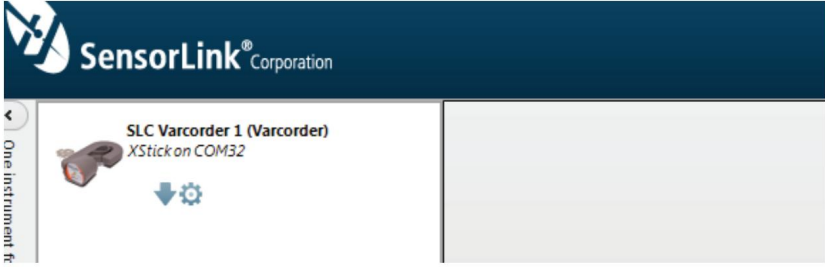 SensorLink® Corporation
SLC Varcorder 1 (Varcorder)
XStick on COM32
One instrument